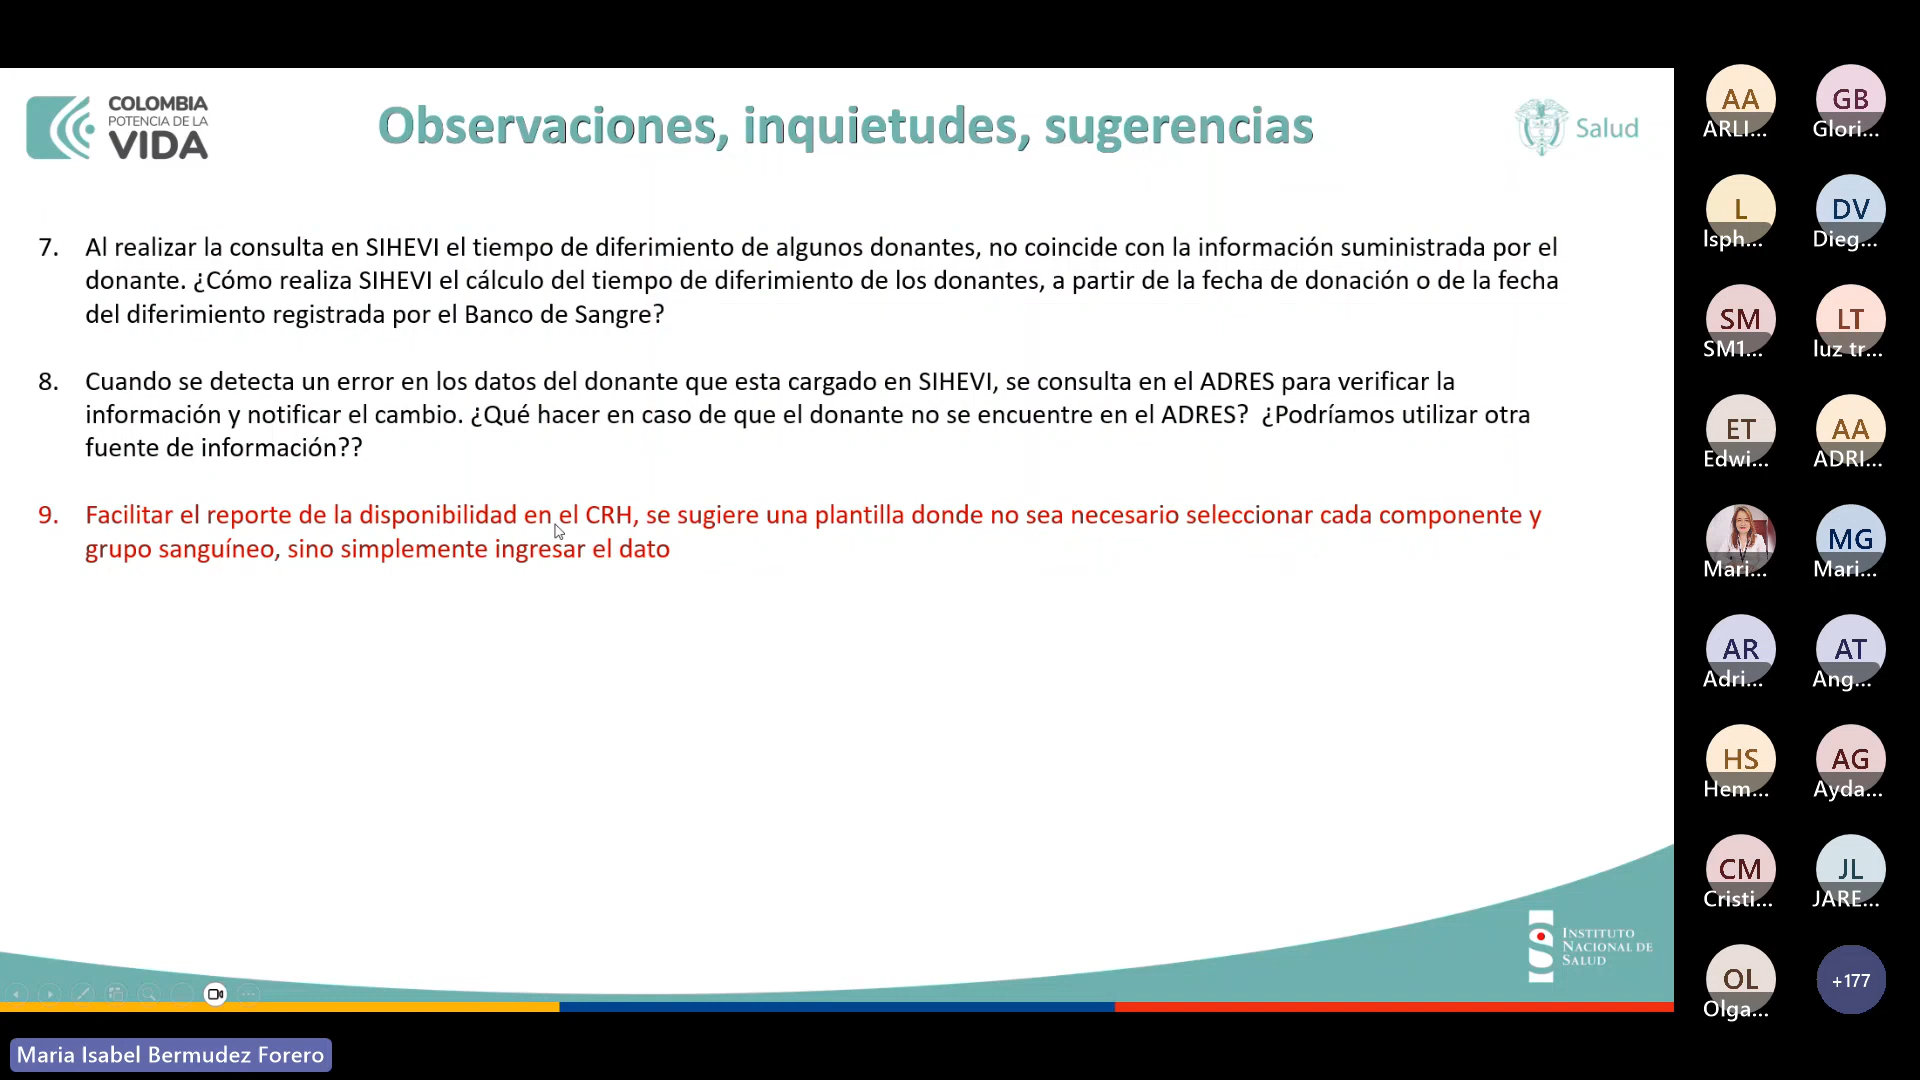 COLOMBIA
POTENCIA DE LA
VIDA
Observaciones, inquietudes, sugerencias
Salud
7. Al realizar la consulta en SIHEVI el tiempo de diferimiento de algunos donantes, no coincide con la información suministrada por el
donante. ¿Cómo realiza SIHEVI el cálculo del tiempo de diferimiento de los donantes, a partir de la fecha de donación o de la fecha
del diferimiento registrada por el Banco de Sangre?
8. Cuando se detecta un error en los datos del donante que esta cargado en SIHEVI, se consulta en el ADRES para verificar la
información y notificar el cambio. ¿Qué hacer en caso de que el donante no se encuentre en el ADRES? ¿Podríamos utilizar otra
fuente de información??
9. Facilitar el reporte de la disponibilidad en el CRH, se sugiere una plantilla donde no sea necesario seleccionar cada componente y
grupo sanguíneo, sino simplemente ingresar el dato
INSTITUTO
NACIONAL DE
SALUD
Maria Isabel Bermudez Forero
AA GB
ARLI... Glori...
L DV
lsph... Dieg...
SM LT
SM1... luz tr...
ET AA
Edwi... ADRI...
MG
Mari... Mari...
AR AT
Adri... Ang...
HS AG
Hem... Ayda...
CM JL
Cristi... JARE...
OL +177
Olga...